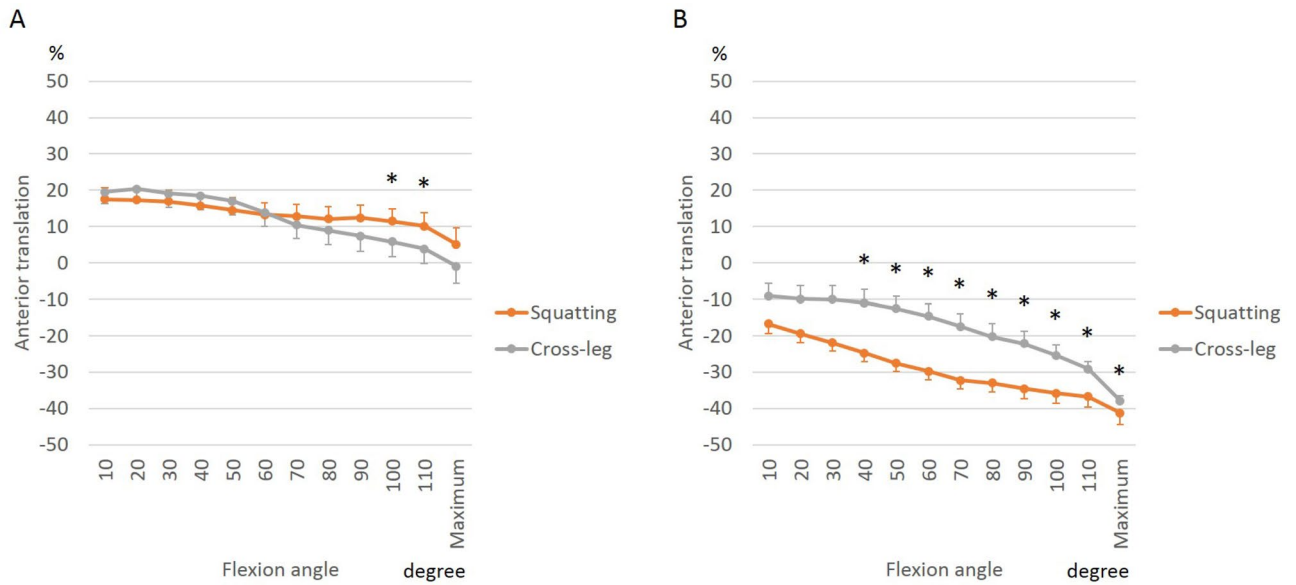 A
%
50
40
30
20
10
0
-10
-20
-30
-40
-50
Anterior translation
* *
10 20 30 40 50 60 70 80 90 100 110 Maximum
Flexion angle degree
Squatting
Cross-leg
B
%
50
40
30
20
10
0
-10
-20
-30
-40
-50
Anterior translation
* * * * * * * * *
10 20 30 40 50 60 70 80 90 100 110 Maximum
Flexion angle degree
Squatting
Cross-leg